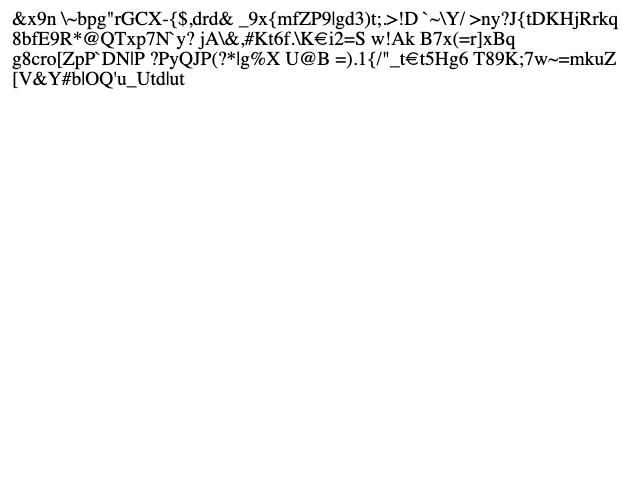 &x9n \~bpg"rGCX-{$,drd& _9x{mfZP9|gd3)t;.>!D `~\Y/ >ny?J{tDKHjRrkq
8bfE9R*@QTxp7N`y? jA\&,#Kt6f.\K€i2=S w!Ak B7x(=r]xBq
g8cro[ZpP`DN|P ?PyQJP(?*|g%X U@B =).1{/"_t€t5Hg6 T89K;7w~=mkuZ
[V&Y#b|OQ'u_Utd|ut